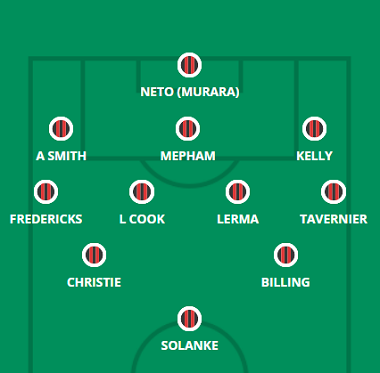 NETO (MURARA)
A SMITH
MEPHAM
KELLY
FREDERICKS
L COOK
LERMA
TAVERNIER
CHRISTIE
BILLING
SOLANKE